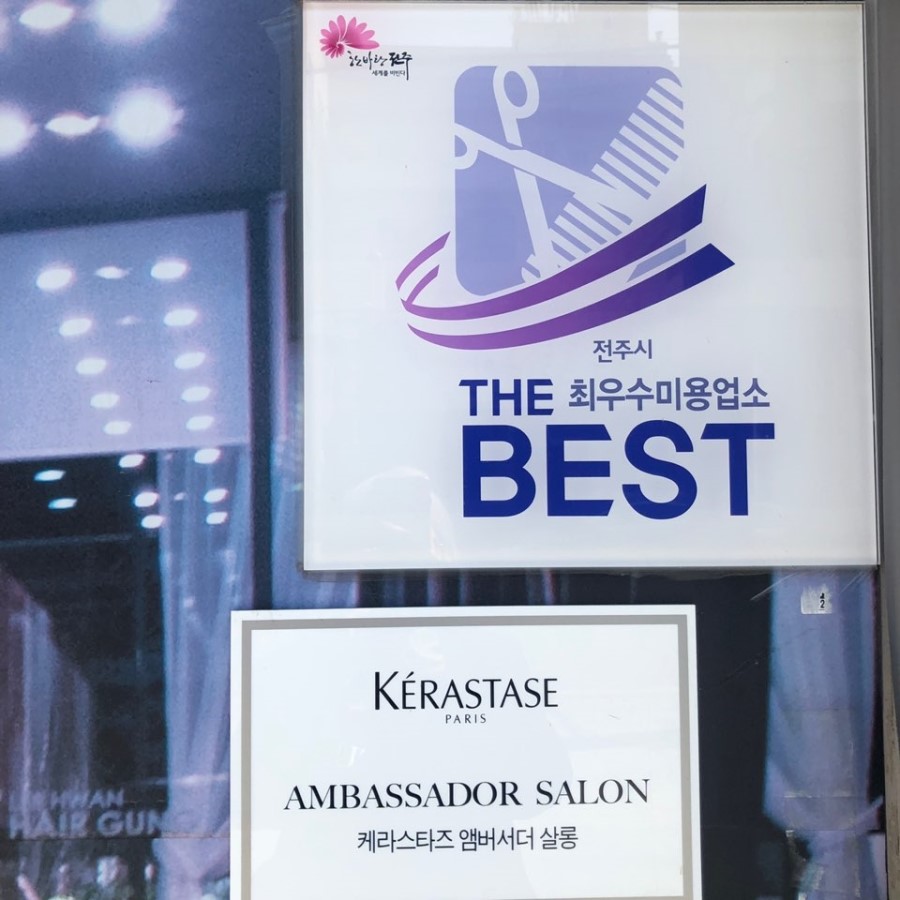 한바탕 전주
세계를 비빈다
전주시
THE 최우수미용업소
BEST
KÉRASTASE
PARIS
AMBASSADOR SALON
케라스타즈 앰버서더 살롱
HWAN
HAIR GUN